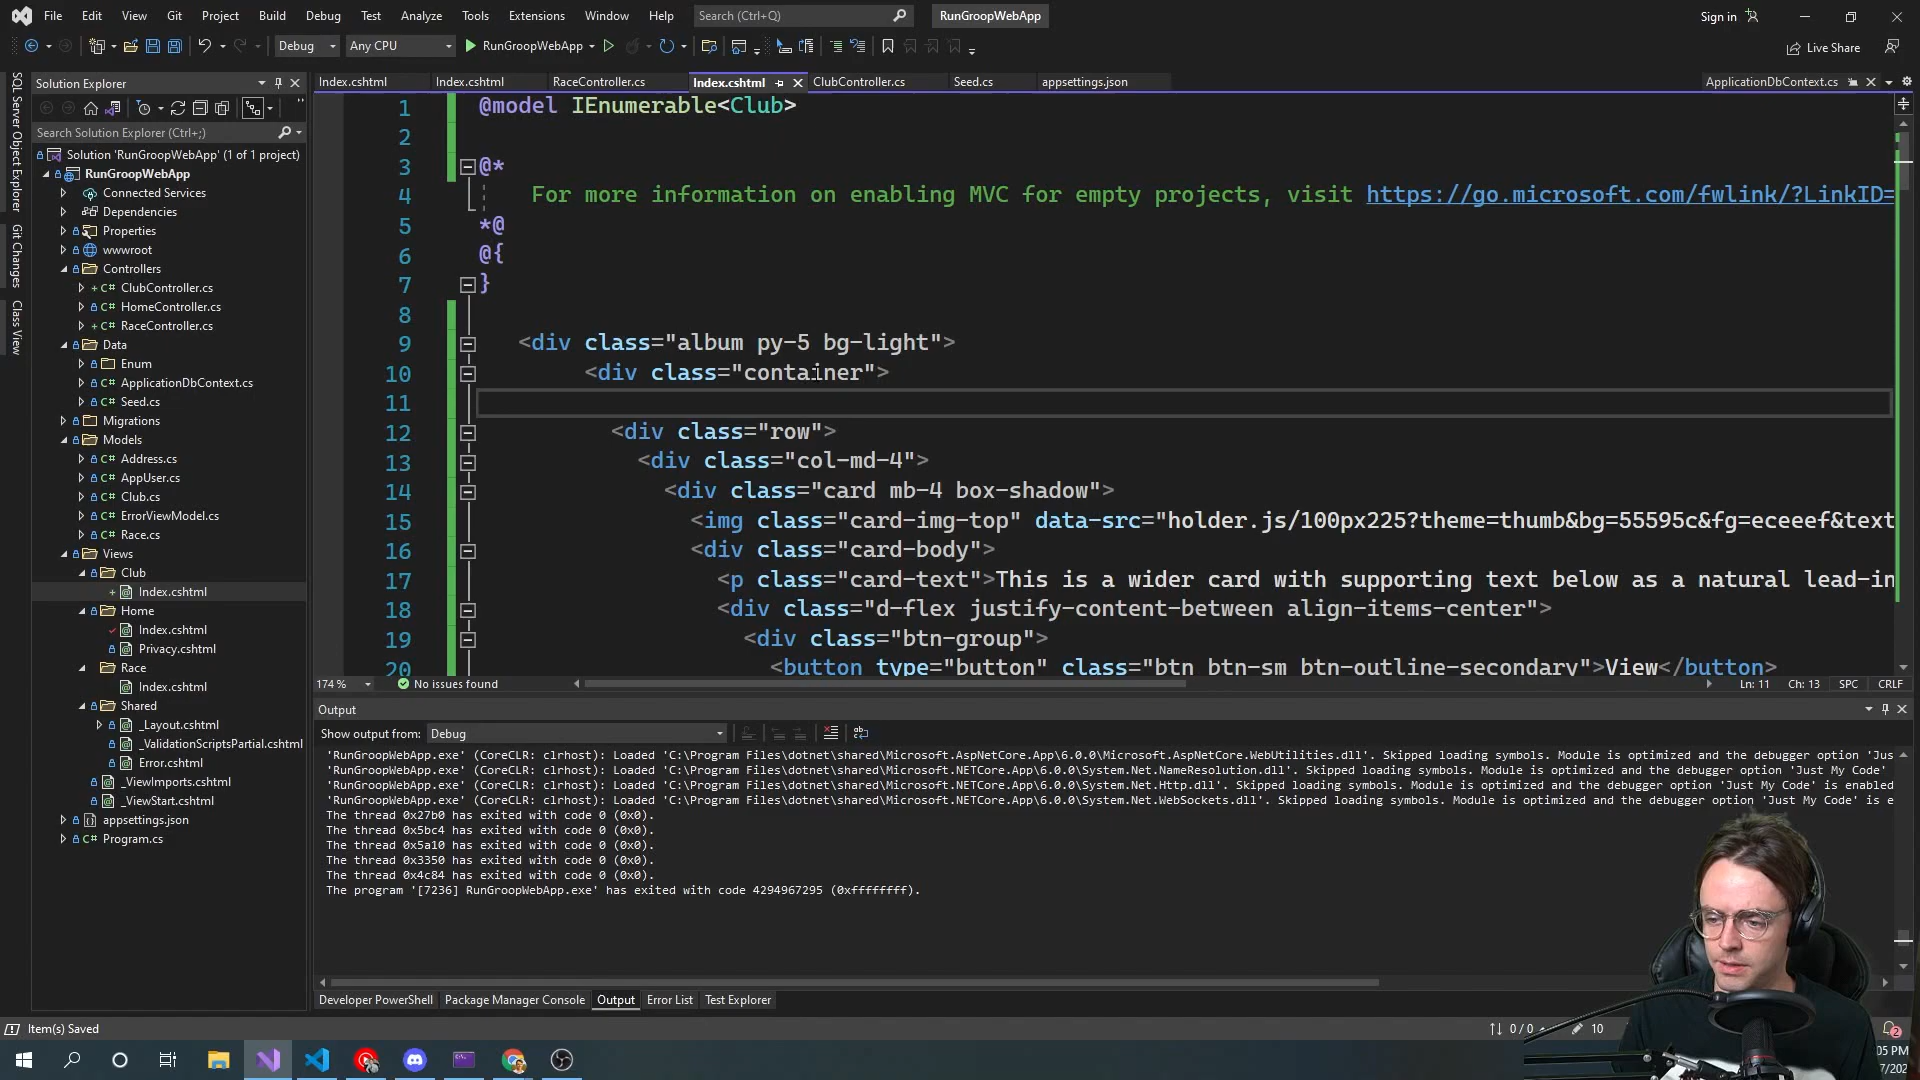 File Edit View Git Project Build Debug Test Analyze Tools Extensions Window Help Search (Ctrl+Q) RunGroopWebApp Sign in
Debug Any CPU RunGroopWebApp Live Share
SQL Server Object Explorer
Git Changes
Class View
Solution Explorer
Search Solution Explorer (Ctrl+;)
Solution 'RunGroopWebApp' (1 of 1 project)
RunGroopWebApp
Connected Services
Dependencies
Properties
wwwroot
Controllers
C# ClubController.cs
C# HomeController.cs
C# RaceController.cs
Data
Enum
C# ApplicationDbContext.cs
C# Seed.cs
Migrations
Models
C# Address.cs
C# AppUser.cs
C# Club.cs
C# ErrorViewModel.cs
C# Race.cs
Views
Club
Index.cshtml
Home
Index.cshtml
Privacy.cshtml
Race
Index.cshtml
Shared
_Layout.cshtml
_ValidationScriptsPartial.cshtml
Error.cshtml
_ViewImports.cshtml
_ViewStart.cshtml
appsettings.json
C# Program.cs
Index.cshtml Index.cshtml RaceController.cs Index.cshtml ClubController.cs Seed.cs appsettings.json ApplicationDbContext.cs
1 @model IEnumerable<Club>
2
3 @*
4 For more information on enabling MVC for empty projects, visit https://go.microsoft.com/fwlink/?LinkID=
5 *@
6 @{
7 }
8
9 <div class="album py-5 bg-light">
10 <div class="container">
11
12 <div class="row">
13 <div class="col-md-4">
14 <div class="card mb-4 box-shadow">
15 <img class="card-img-top" data-src="holder.js/100px225?theme=thumb&bg=55595c&fg=eceeef&text
16 <div class="card-body">
17 <p class="card-text">This is a wider card with supporting text below as a natural lead-in
18 <div class="d-flex justify-content-between align-items-center">
19 <div class="btn-group">
20 <button type="button" class="btn btn-sm btn-outline-secondary">View</button>
174 % No issues found Ln: 11 Ch: 13 SPC CRLF
Output
Show output from: Debug
'RunGroopWebApp.exe' (CoreCLR: clrhost): Loaded 'C:\Program Files\dotnet\shared\Microsoft.AspNetCore.App\6.0.0\Microsoft.AspNetCore.WebUtilities.dll'. Skipped loading symbols. Module is optimized and the debugger option 'Jus
'RunGroopWebApp.exe' (CoreCLR: clrhost): Loaded 'C:\Program Files\dotnet\shared\Microsoft.NETCore.App\6.0.0\System.Net.NameResolution.dll'. Skipped loading symbols. Module is optimized and the debugger option 'Just My Code'
'RunGroopWebApp.exe' (CoreCLR: clrhost): Loaded 'C:\Program Files\dotnet\shared\Microsoft.NETCore.App\6.0.0\System.Net.Http.dll'. Skipped loading symbols. Module is optimized and the debugger option 'Just My Code' is enabled
'RunGroopWebApp.exe' (CoreCLR: clrhost): Loaded 'C:\Program Files\dotnet\shared\Microsoft.NETCore.App\6.0.0\System.Net.WebSockets.dll'. Skipped loading symbols. Module is optimized and the debugger option 'Just My Code' is e
The thread 0x27b0 has exited with code 0 (0x0).
The thread 0x5bc4 has exited with code 0 (0x0).
The thread 0x5a10 has exited with code 0 (0x0).
The thread 0x3350 has exited with code 0 (0x0).
The thread 0x4c84 has exited with code 0 (0x0).
The program '[7236] RunGroopWebApp.exe' has exited with code 4294967295 (0xffffffff).
Developer PowerShell Package Manager Console Output Error List Test Explorer
Item(s) Saved 0 / 0 10 2
05 PM
7/202